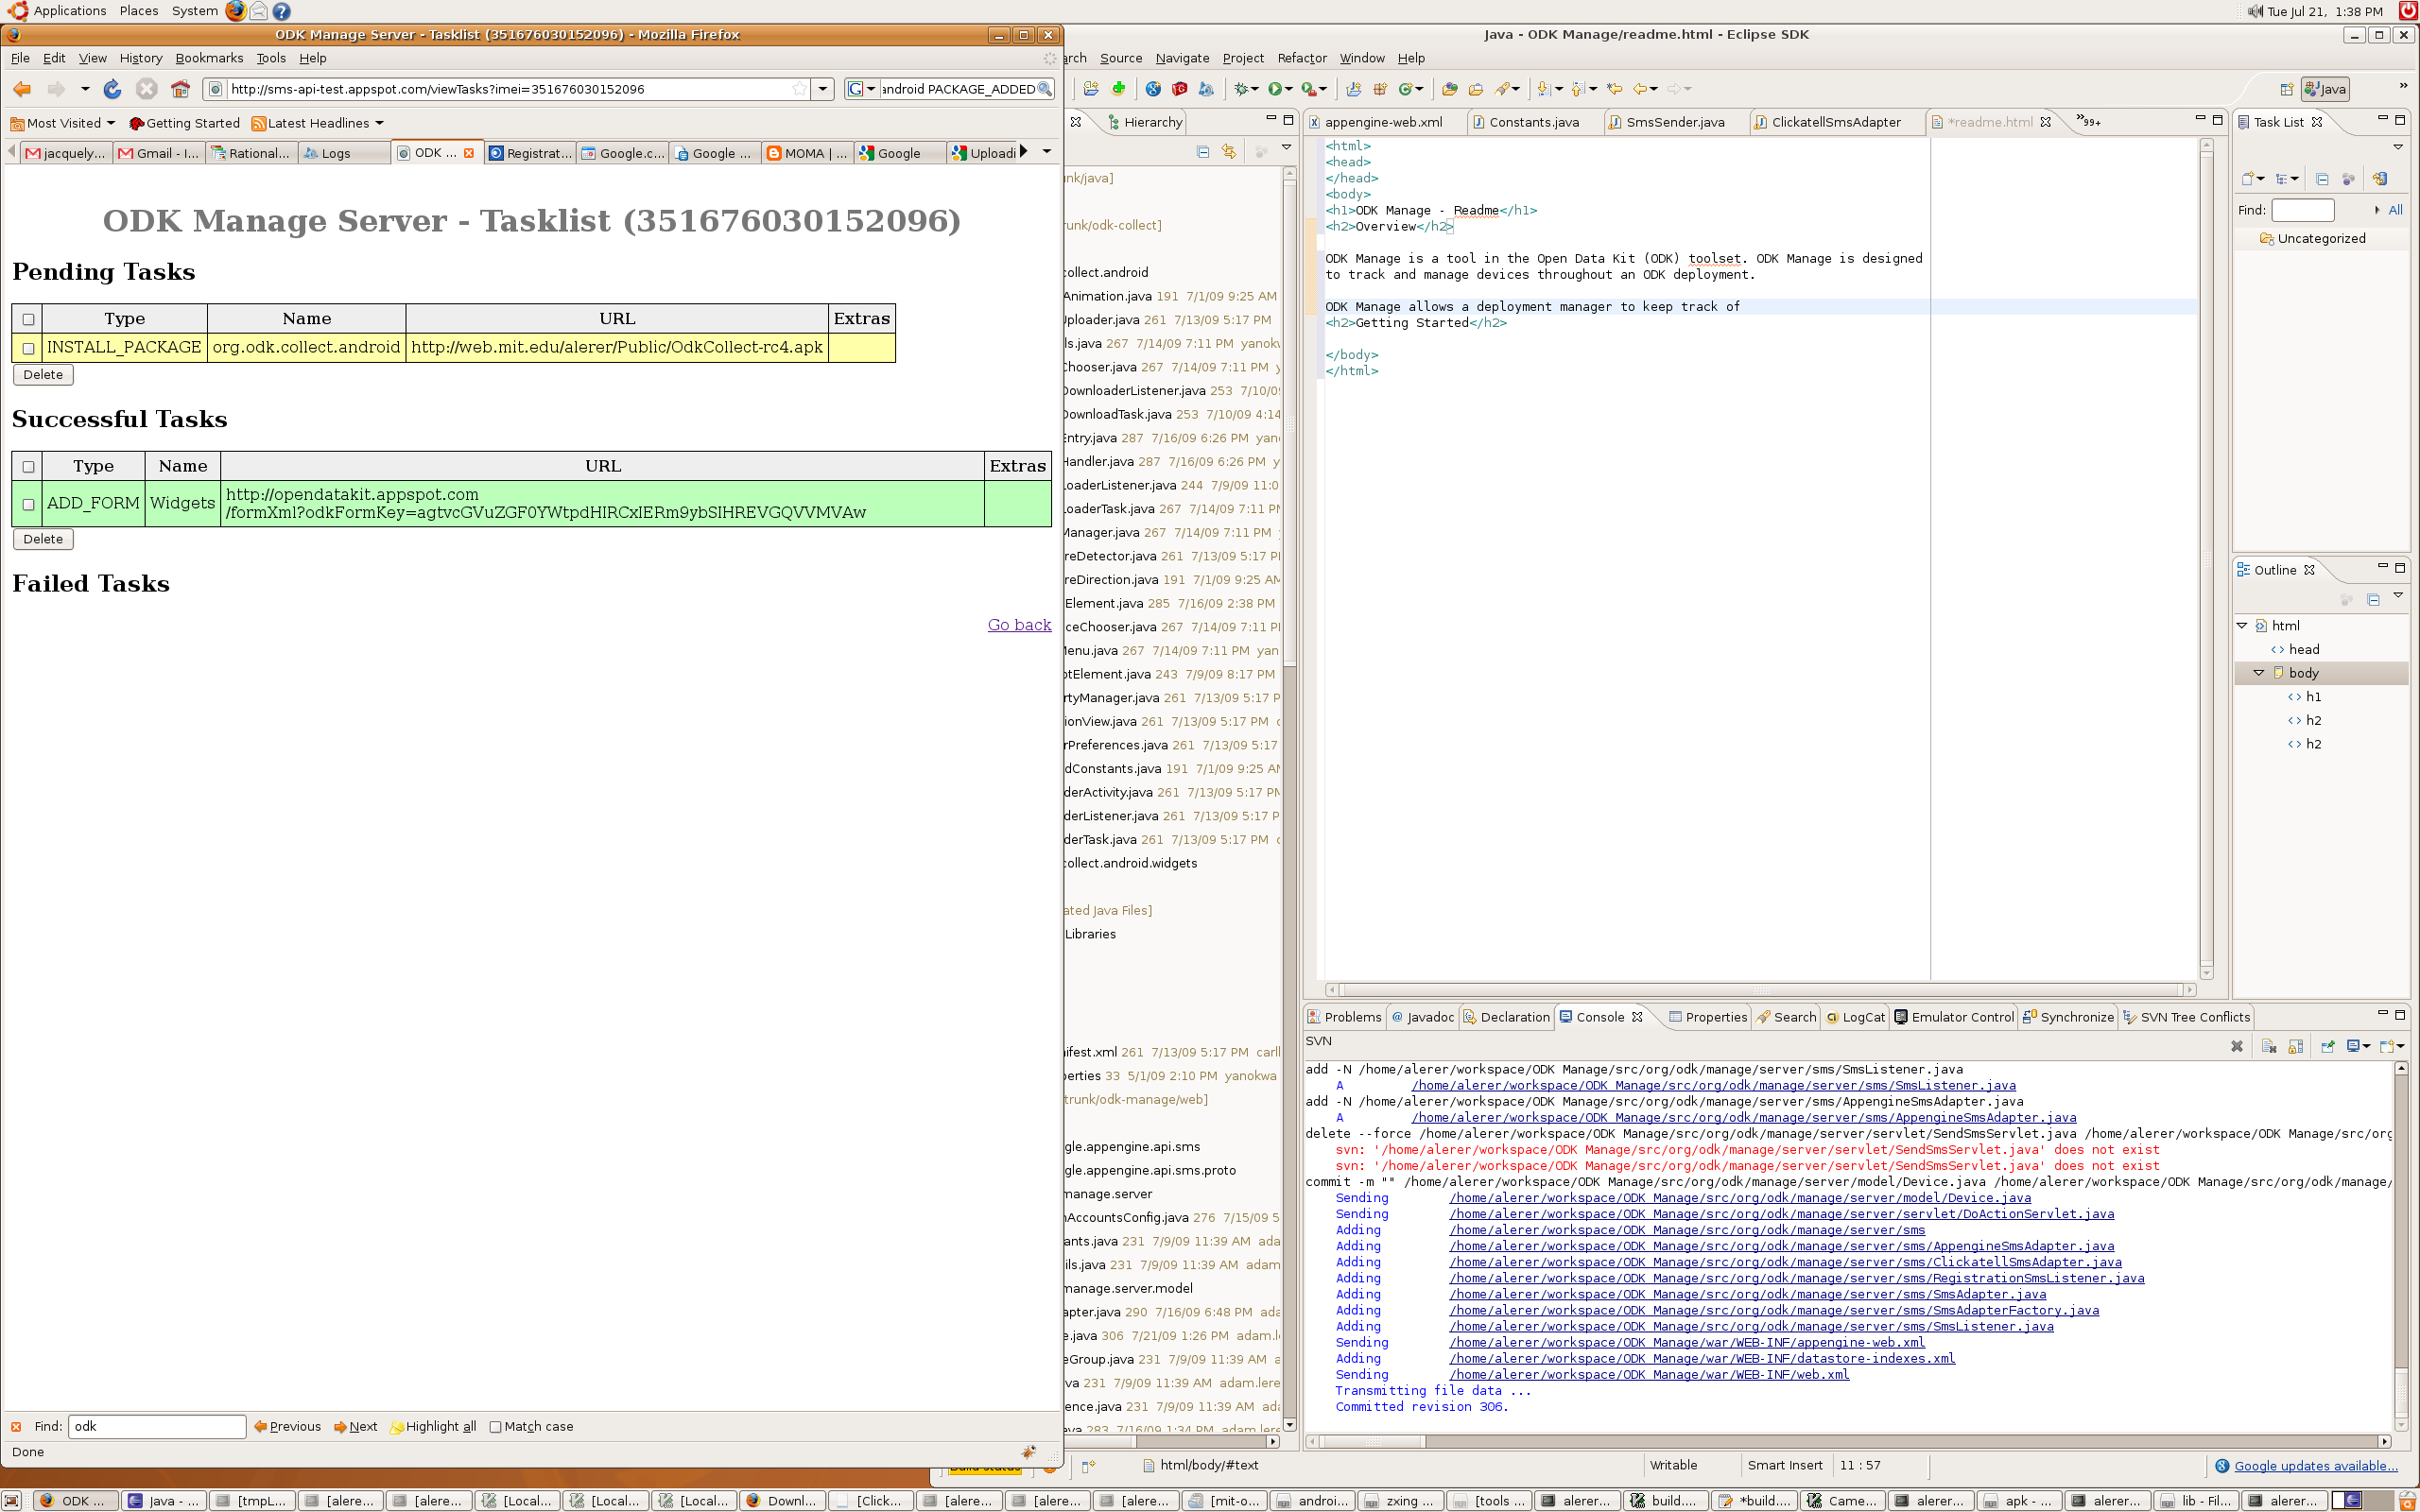 Applications Places System
Tue Jul 21, 1:38 PM
ODK Manage Server - Tasklist (351676030152096) - Mozilla Firefox
File Edit View History Bookmarks Tools Help
http://sms-api-test.appspot.com/viewTasks?imei=351676030152096
android PACKAGE_ADDED
Most Visited Getting Started Latest Headlines
jacquely... Gmail - I... Rational... Logs ODK ... Registrat... Google.c... Google ... MOMA | ... Google Uploadi
ODK Manage Server - Tasklist (351676030152096)
Pending Tasks
Type Name URL Extras
INSTALL_PACKAGE org.odk.collect.android http://web.mit.edu/alerer/Public/OdkCollect-rc4.apk
Delete
Successful Tasks
Type Name URL Extras
ADD_FORM Widgets http://opendatakit.appspot.com
/formXml?odkFormKey=agtvcGVuZGF0YWtpdHIRCxIERm9ybSIHREVGQVVMVAw
Delete
Failed Tasks
Go back
Find: odk Previous Next Highlight all Match case
Done
Java - ODK Manage/readme.html - Eclipse SDK
arch Source Navigate Project Refactor Window Help
Java
Hierarchy
nk/java]
runk/odk-collect]
collect.android
Animation.java 191 7/1/09 9:25 AM
ploader.java 261 7/13/09 5:17 PM
ls.java 267 7/14/09 7:11 PM yanokw
Chooser.java 267 7/14/09 7:11 PM y
DownloaderListener.java 253 7/10/09
DownloadTask.java 253 7/10/09 4:14
Entry.java 287 7/16/09 6:26 PM yan
Handler.java 287 7/16/09 6:26 PM y
LoaderListener.java 244 7/9/09 11:0
LoaderTask.java 267 7/14/09 7:11 PM
Manager.java 267 7/14/09 7:11 PM
reDetector.java 261 7/13/09 5:17 PM
reDirection.java 191 7/1/09 9:25 AM
Element.java 285 7/16/09 2:38 PM
ceChooser.java 267 7/14/09 7:11 PM
Menu.java 267 7/14/09 7:11 PM yan
otElement.java 243 7/9/09 8:17 PM
rtyManager.java 261 7/13/09 5:17 P
ionView.java 261 7/13/09 5:17 PM c
rPreferences.java 261 7/13/09 5:17
dConstants.java 191 7/1/09 9:25 AM
derActivity.java 261 7/13/09 5:17 PM
derListener.java 261 7/13/09 5:17 P
derTask.java 261 7/13/09 5:17 PM c
collect.android.widgets
ated Java Files]
Libraries
ifest.xml 261 7/13/09 5:17 PM carl
erties 33 5/1/09 2:10 PM yanokwa
trunk/odk-manage/web]
gle.appengine.api.sms
gle.appengine.api.sms.proto
manage.server
nAccountsConfig.java 276 7/15/09 5
ants.java 231 7/9/09 11:39 AM ada
ils.java 231 7/9/09 11:39 AM adam
manage.server.model
apter.java 290 7/16/09 6:48 PM ada
e.java 306 7/21/09 1:26 PM adam.l
eGroup.java 231 7/9/09 11:39 AM a
va 231 7/9/09 11:39 AM adam.lere
ence.java 231 7/9/09 11:39 AM ada
ava 283 7/16/09 1:34 PM adam.lere
appengine-web.xml Constants.java SmsSender.java ClickatellSmsAdapter *readme.html »99+
<html>
<head>
</head>
<body>
<h1>ODK Manage - Readme</h1>
<h2>Overview</h2>
ODK Manage is a tool in the Open Data Kit (ODK) toolset. ODK Manage is designed
to track and manage devices throughout an ODK deployment.
ODK Manage allows a deployment manager to keep track of
<h2>Getting Started</h2>
</body>
</html>
Task List
Find: All
Uncategorized
Outline
html
head
body
h1
h2
h2
Problems Javadoc Declaration Console Properties Search LogCat Emulator Control Synchronize SVN Tree Conflicts
SVN
add -N /home/alerer/workspace/ODK Manage/src/org/odk/manage/server/sms/SmsListener.java
A /home/alerer/workspace/ODK Manage/src/org/odk/manage/server/sms/SmsListener.java
add -N /home/alerer/workspace/ODK Manage/src/org/odk/manage/server/sms/AppengineSmsAdapter.java
A /home/alerer/workspace/ODK Manage/src/org/odk/manage/server/sms/AppengineSmsAdapter.java
delete --force /home/alerer/workspace/ODK Manage/src/org/odk/manage/server/servlet/SendSmsServlet.java /home/alerer/workspace/ODK Manage/src/org
svn: '/home/alerer/workspace/ODK Manage/src/org/odk/manage/server/servlet/SendSmsServlet.java' does not exist
svn: '/home/alerer/workspace/ODK Manage/src/org/odk/manage/server/servlet/SendSmsServlet.java' does not exist
commit -m "" /home/alerer/workspace/ODK Manage/src/org/odk/manage/server/model/Device.java /home/alerer/workspace/ODK Manage/src/org/odk/manage/
Sending /home/alerer/workspace/ODK Manage/src/org/odk/manage/server/model/Device.java
Sending /home/alerer/workspace/ODK Manage/src/org/odk/manage/server/servlet/DoActionServlet.java
Adding /home/alerer/workspace/ODK Manage/src/org/odk/manage/server/sms
Adding /home/alerer/workspace/ODK Manage/src/org/odk/manage/server/sms/AppengineSmsAdapter.java
Adding /home/alerer/workspace/ODK Manage/src/org/odk/manage/server/sms/ClickatellSmsAdapter.java
Adding /home/alerer/workspace/ODK Manage/src/org/odk/manage/server/sms/RegistrationSmsListener.java
Adding /home/alerer/workspace/ODK Manage/src/org/odk/manage/server/sms/SmsAdapter.java
Adding /home/alerer/workspace/ODK Manage/src/org/odk/manage/server/sms/SmsAdapterFactory.java
Adding /home/alerer/workspace/ODK Manage/src/org/odk/manage/server/sms/SmsListener.java
Sending /home/alerer/workspace/ODK Manage/war/WEB-INF/appengine-web.xml
Adding /home/alerer/workspace/ODK Manage/war/WEB-INF/datastore-indexes.xml
Sending /home/alerer/workspace/ODK Manage/war/WEB-INF/web.xml
Transmitting file data ...
Committed revision 306.
html/body/#text Writable Smart Insert 11 : 57 Google updates available...
ODK ... Java - ... [tmpL... [alere... [alere... [Local... [Local... [Local... Downl... [Click... [alere... [alere... [alere... [mit-o... androi... zxing ... [tools ... alerer... build.... *build.... Came... alerer... apk - ... alerer... lib - Fil... alerer...